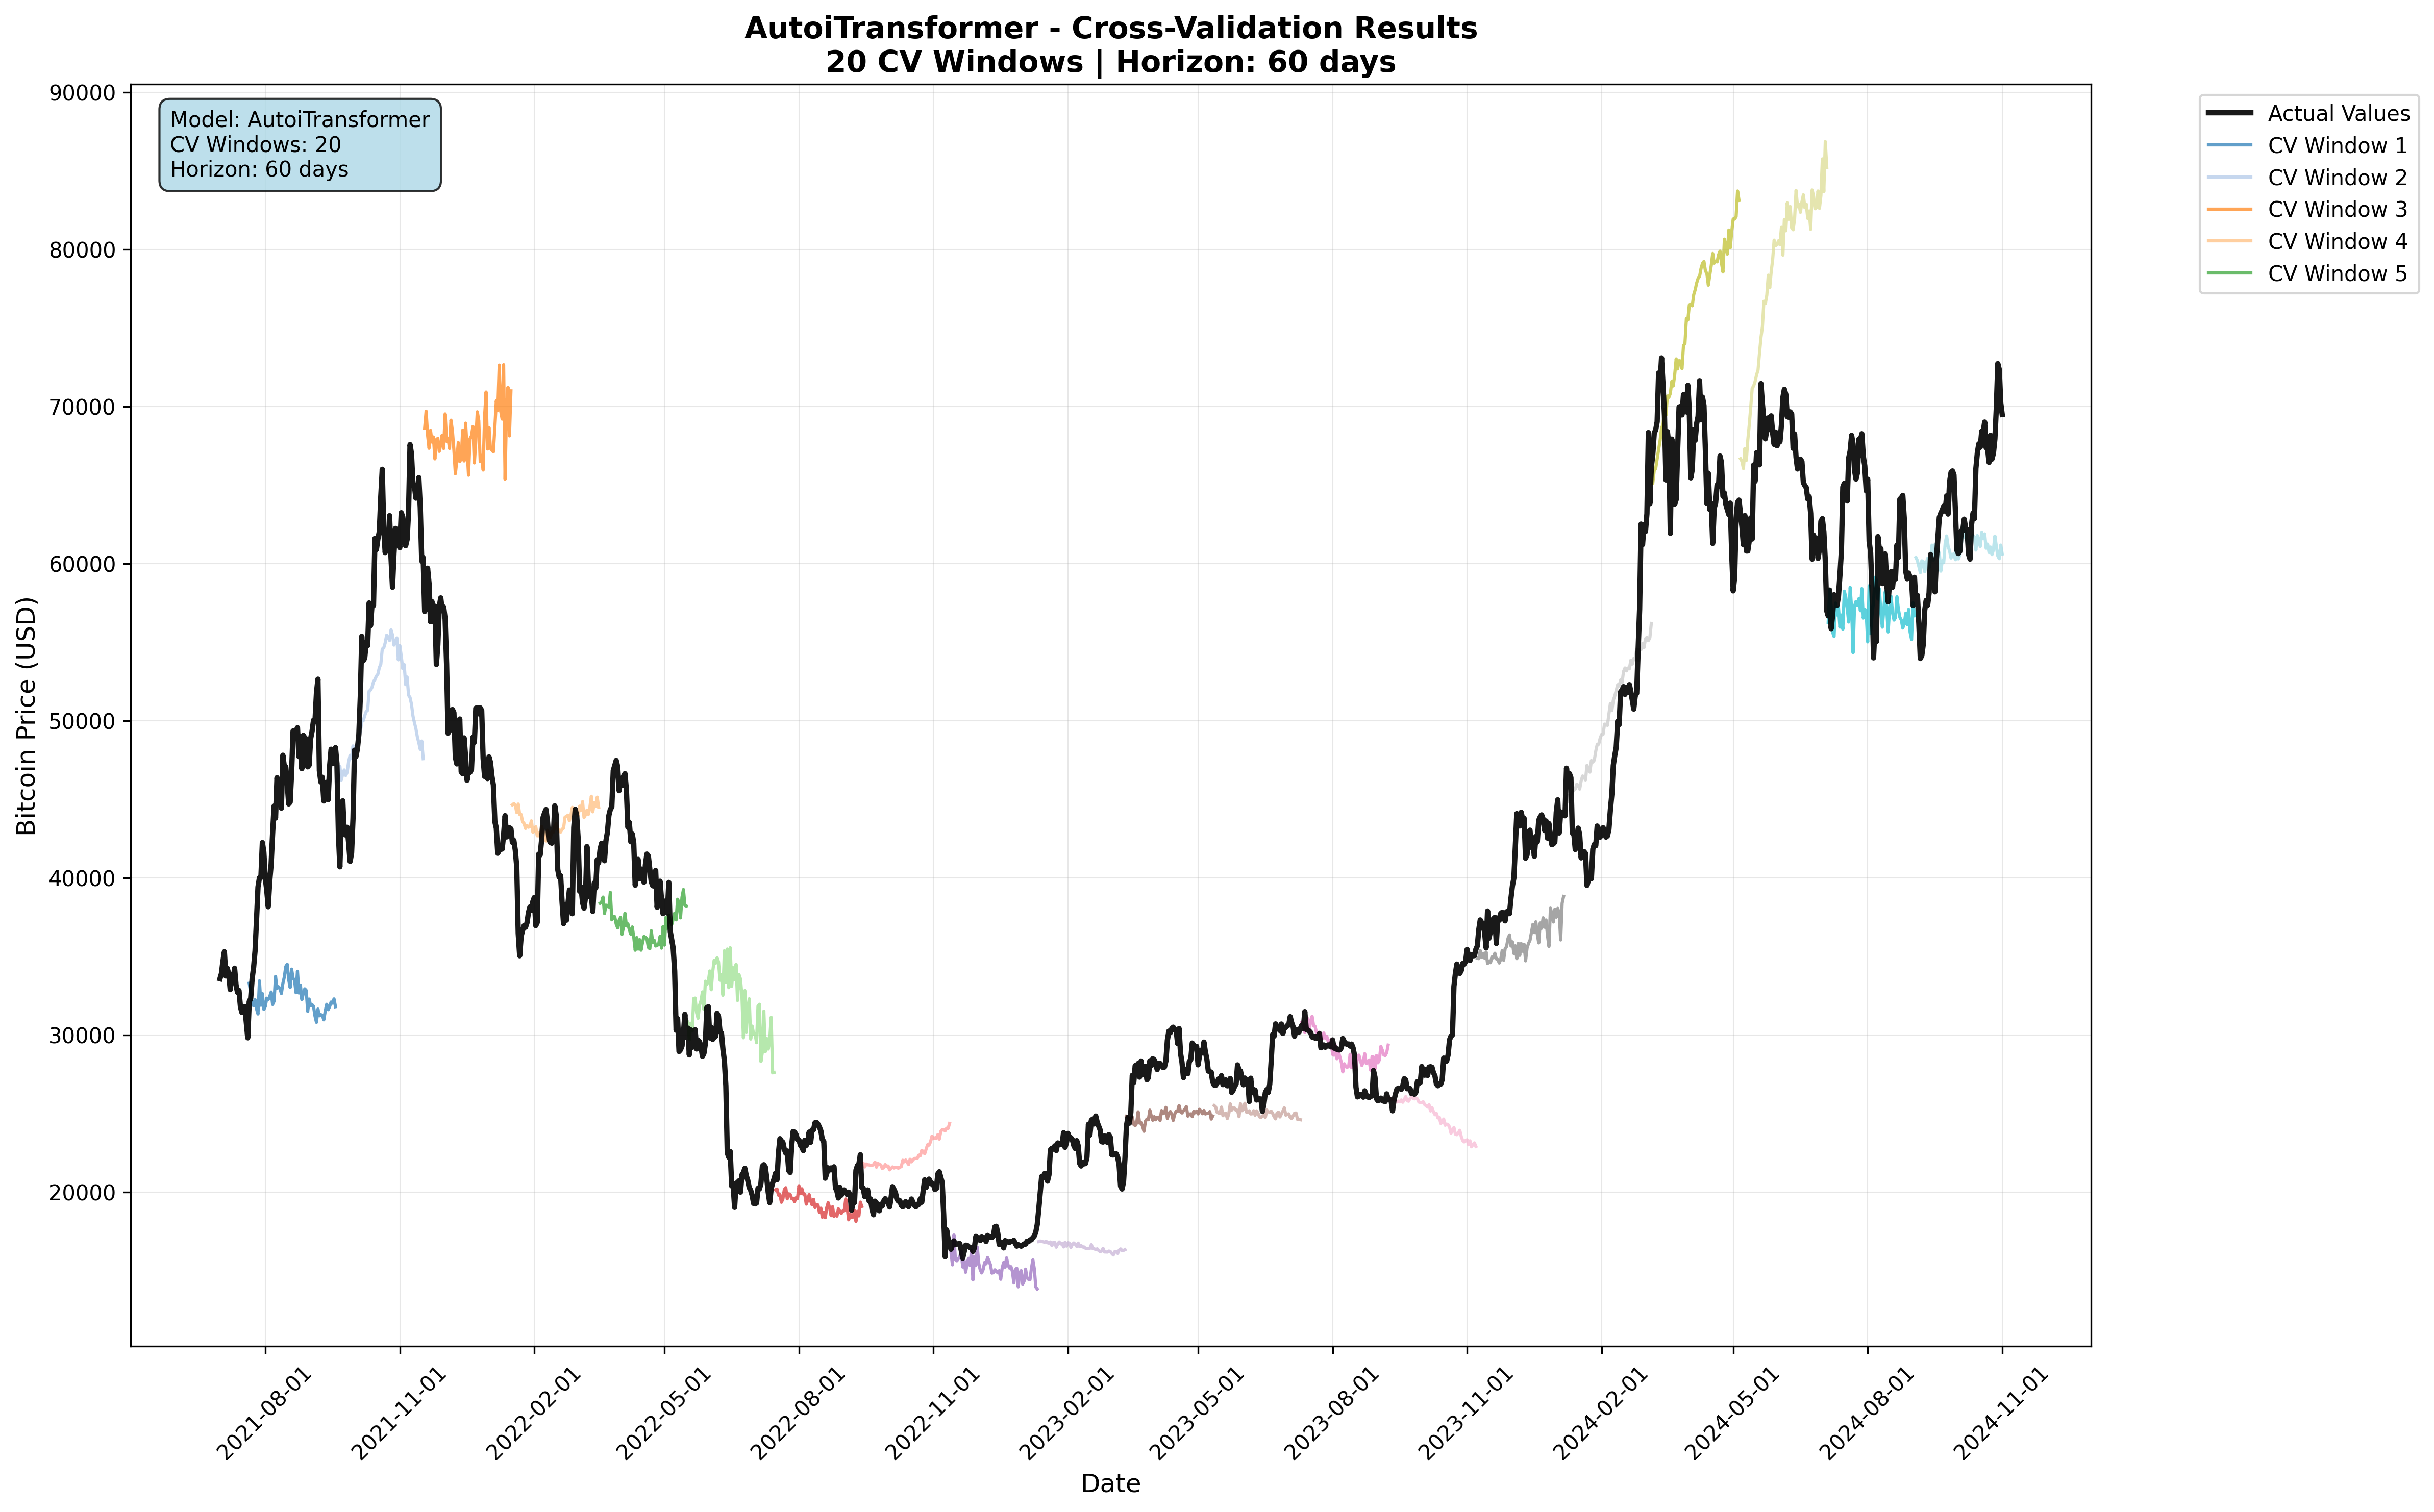 AutoiTransformer - Cross-Validation Results
20 CV Windows | Horizon: 60 days
Model: AutoiTransformer
CV Windows: 20
Horizon: 60 days
Actual Values
CV Window 1
CV Window 2
CV Window 3
CV Window 4
CV Window 5
Bitcoin Price (USD)
90000
80000
70000
60000
50000
40000
30000
20000
2021-08-01
2021-11-01
2022-02-01
2022-05-01
2022-08-01
2022-11-01
2023-02-01
2023-05-01
2023-08-01
2023-11-01
2024-02-01
2024-05-01
2024-08-01
2024-11-01
Date